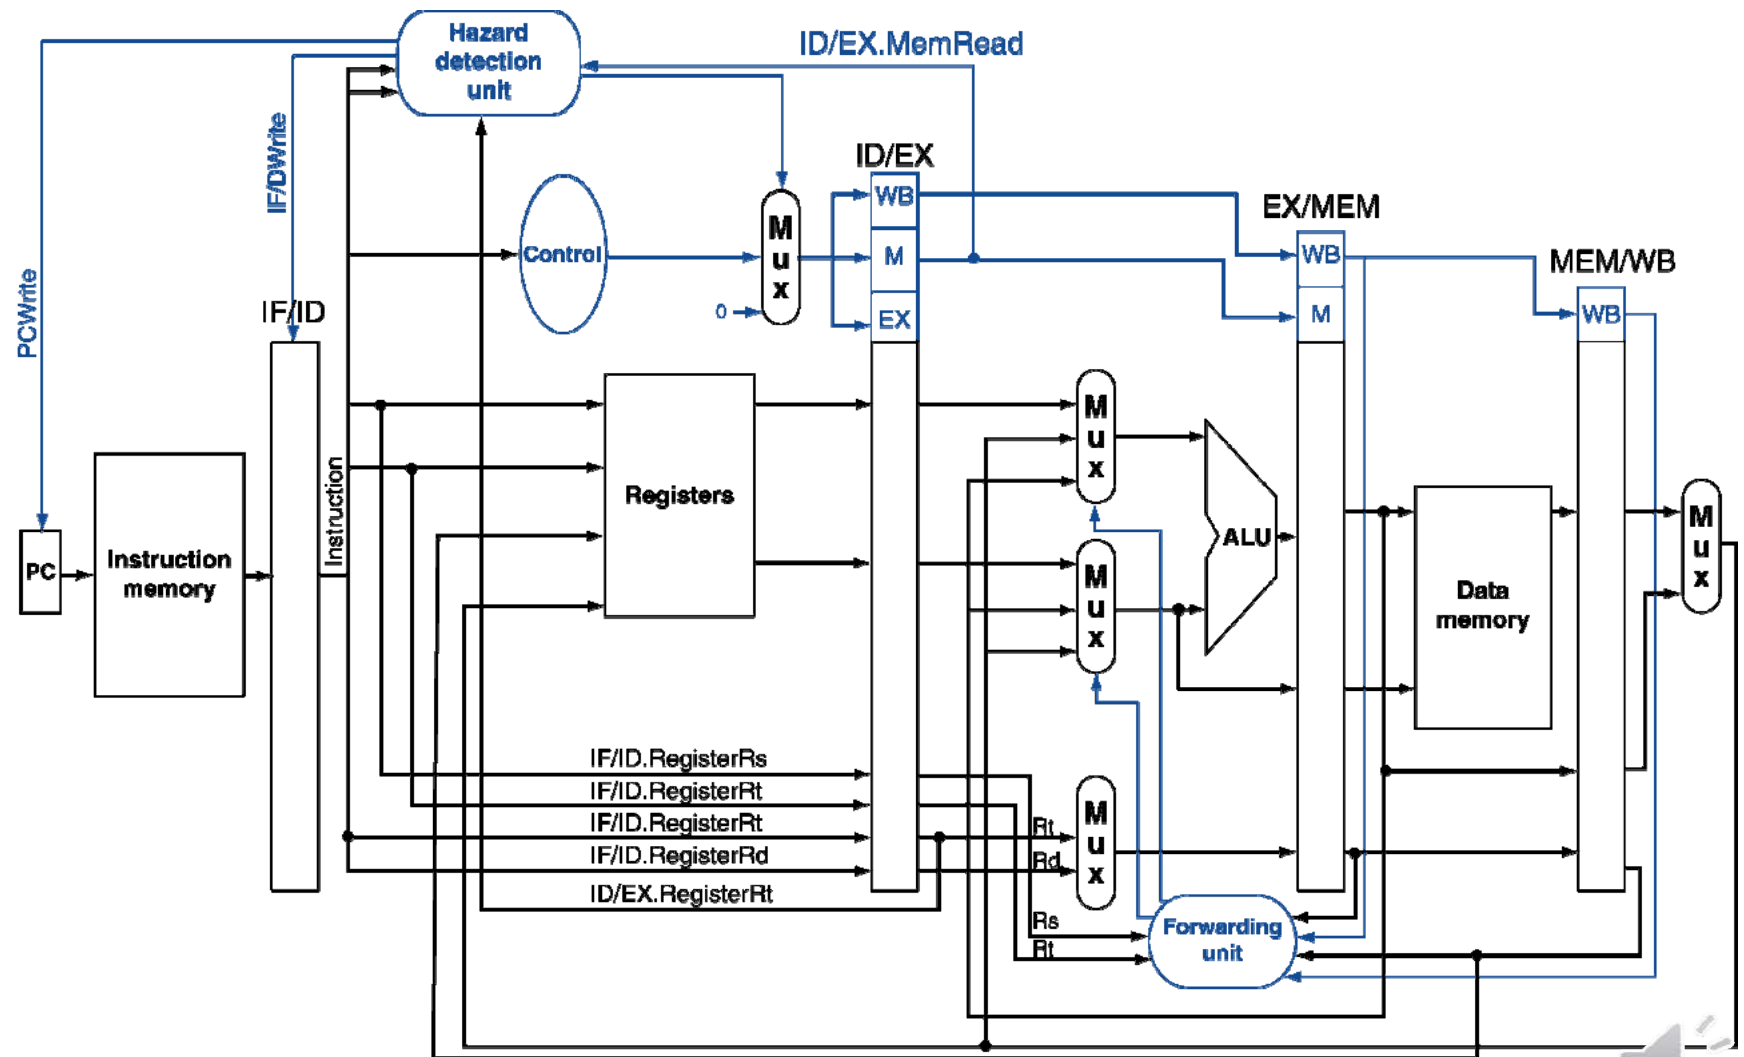 Hazard
detection
unit
ID/EX.MemRead
IF/DWrite
PCWrite
ID/EX
WB
M
EX
Control
M
u
x
0
EX/MEM
WB
M
MEM/WB
WB
IF/ID
Instruction
PC
Instruction
memory
Registers
M
u
x
M
u
x
ALU
Data
memory
M
u
x
IF/ID.RegisterRs
IF/ID.RegisterRt
IF/ID.RegisterRt
IF/ID.RegisterRd
ID/EX.RegisterRt
Rt
Rd
M
u
x
Rs
Rt
Forwarding
unit